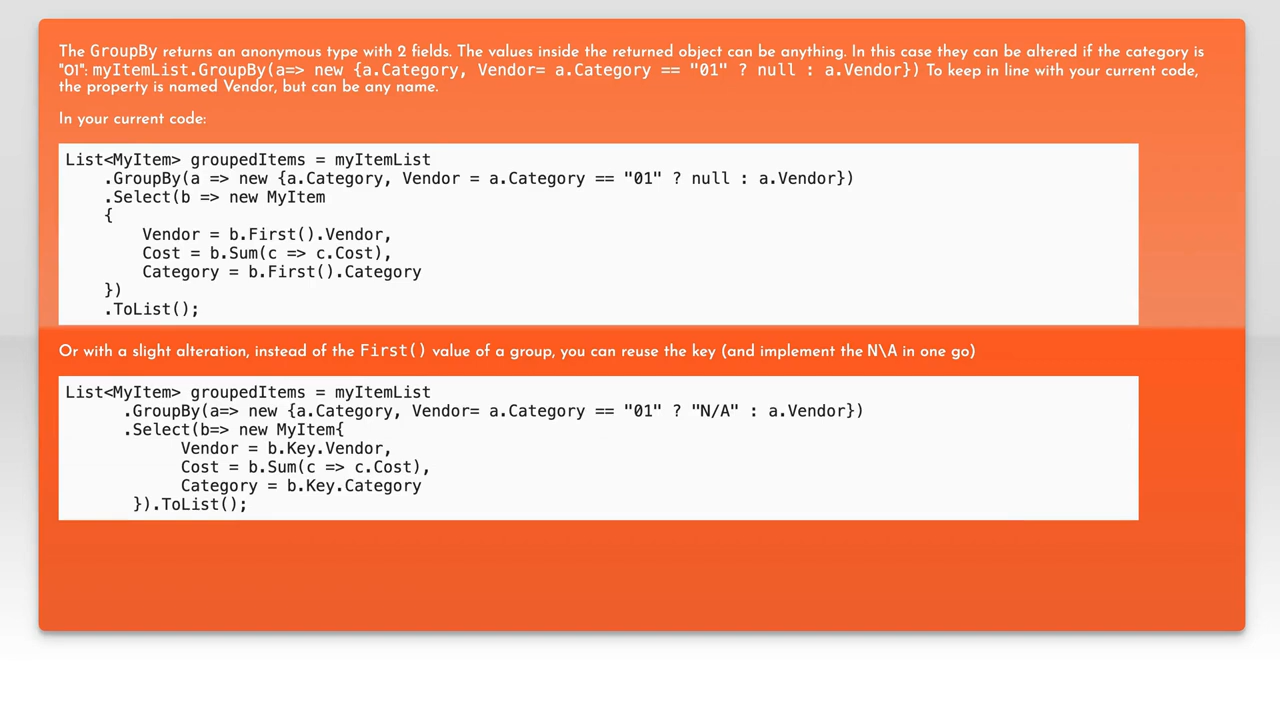 The GroupBy returns an anonymous type with 2 fields. The values inside the returned object can be anything. In this case they can be altered if the category is
"01": myItemList.GroupBy(a=> new {a.Category, Vendor= a.Category == "01" ? null : a.Vendor}) To keep in line with your current code,
the property is named Vendor, but can be any name.
In your current code:
List<MyItem> groupedItems = myItemList
    .GroupBy(a => new {a.Category, Vendor = a.Category == "01" ? null : a.Vendor})
    .Select(b => new MyItem
    {
        Vendor = b.First().Vendor,
        Cost = b.Sum(c => c.Cost),
        Category = b.First().Category
    })
    .ToList();
Or with a slight alteration, instead of the First() value of a group, you can reuse the key (and implement the N\A in one go)
List<MyItem> groupedItems = myItemList
      .GroupBy(a=> new {a.Category, Vendor= a.Category == "01" ? "N/A" : a.Vendor})
      .Select(b=> new MyItem{
            Vendor = b.Key.Vendor,
            Cost = b.Sum(c => c.Cost),
            Category = b.Key.Category
       }).ToList();